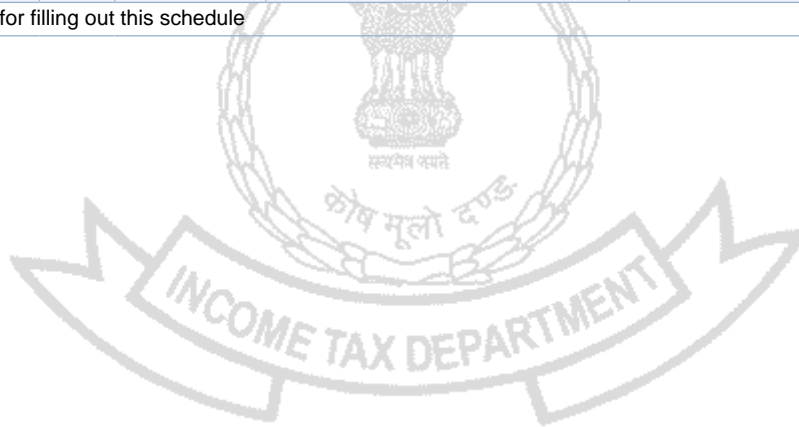 for filling out this schedule
सत्यमेव जयते
कोष मूलो दण्डः
INCOME TAX DEPARTMENT